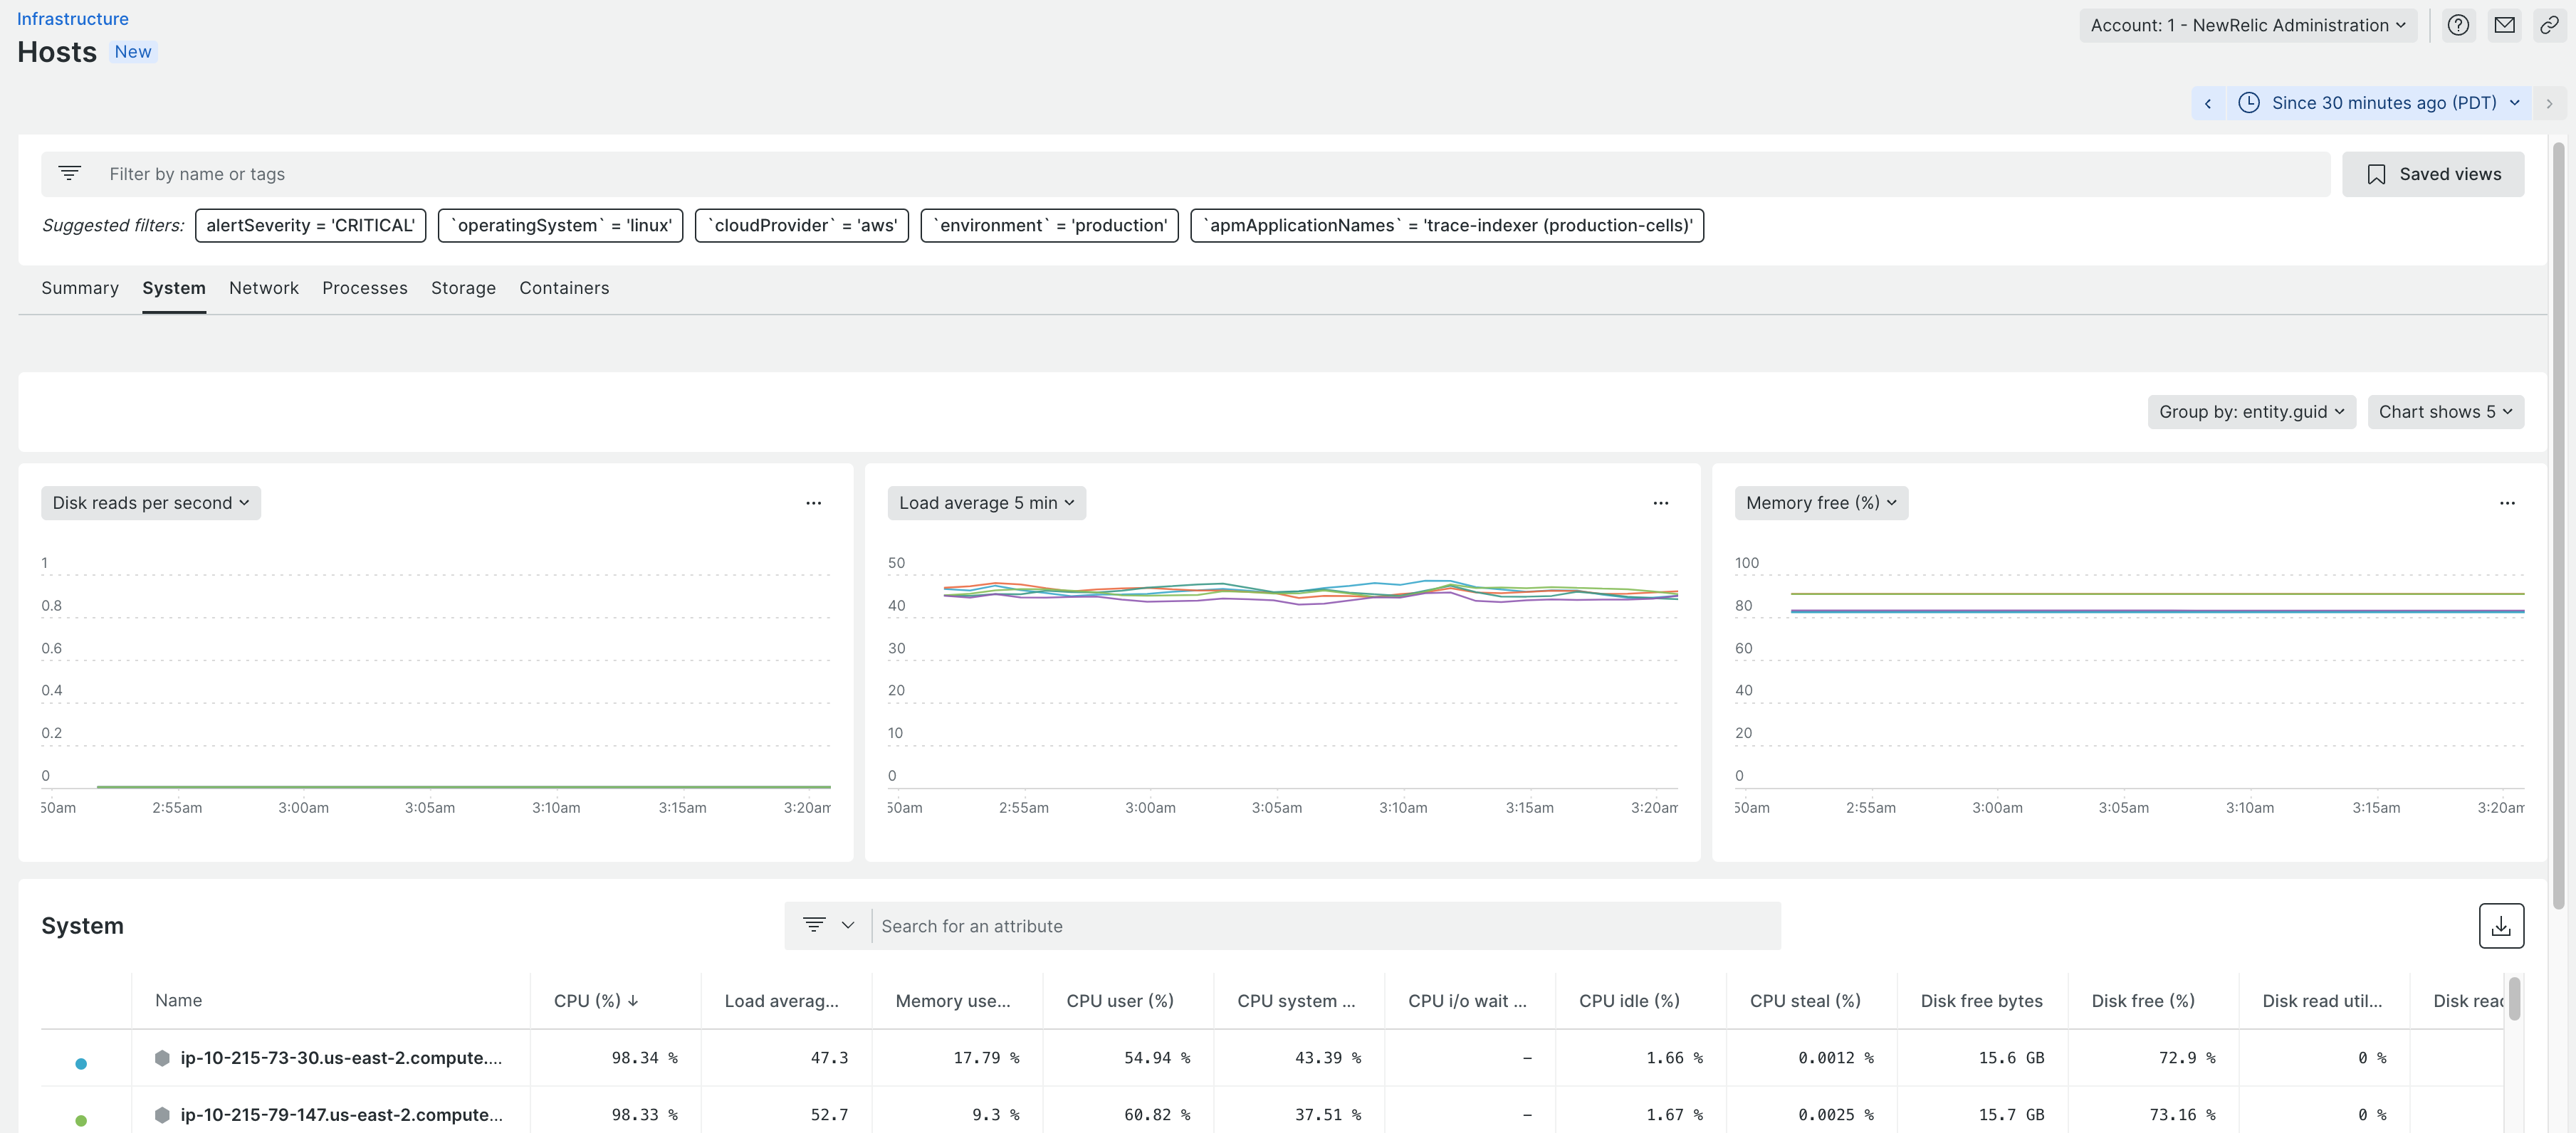 Infrastructure
Hosts New
Account: 1 - NewRelic Administration
Since 30 minutes ago (PDT)
Filter by name or tags
Saved views
Suggested filters: alertSeverity = 'CRITICAL' `operatingSystem` = 'linux' `cloudProvider` = 'aws' `environment` = 'production' `apmApplicationNames` = 'trace-indexer (production-cells)'
Summary System Network Processes Storage Containers
Group by: entity.guid Chart shows 5
Disk reads per second ...
1
0.8
0.6
0.4
0.2
0
50am 2:55am 3:00am 3:05am 3:10am 3:15am 3:20am
Load average 5 min ...
50
40
30
20
10
0
50am 2:55am 3:00am 3:05am 3:10am 3:15am 3:20am
Memory free (%) ...
100
80
60
40
20
0
50am 2:55am 3:00am 3:05am 3:10am 3:15am 3:20am
System
Search for an attribute
Name CPU (%) ↓ Load averag... Memory use... CPU user (%) CPU system ... CPU i/o wait ... CPU idle (%) CPU steal (%) Disk free bytes Disk free (%) Disk read util... Disk read
ip-10-215-73-30.us-east-2.compute.... 98.34 % 47.3 17.79 % 54.94 % 43.39 % – 1.66 % 0.0012 % 15.6 GB 72.9 % 0 %
ip-10-215-79-147.us-east-2.compute... 98.33 % 52.7 9.3 % 60.82 % 37.51 % – 1.67 % 0.0025 % 15.7 GB 73.16 % 0 %